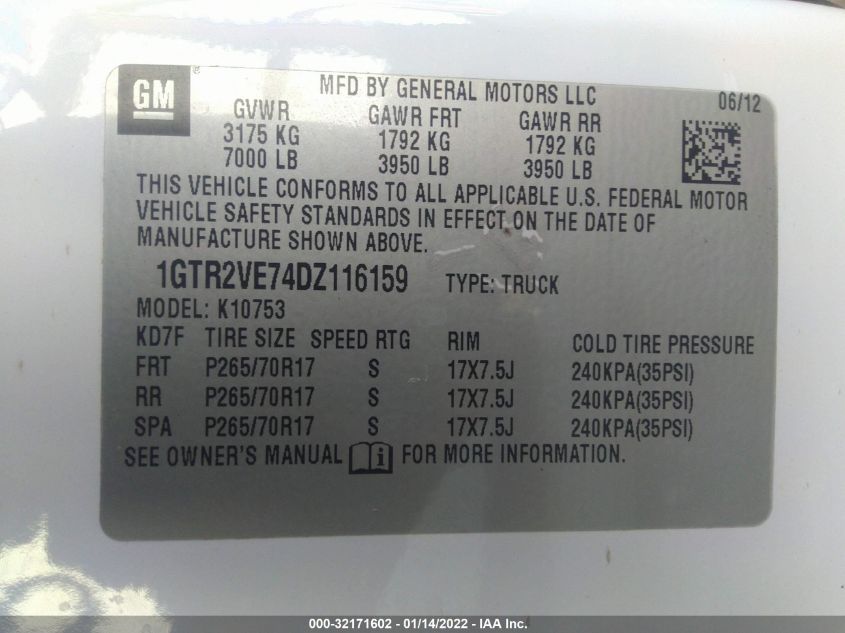 GM ®
MFD BY GENERAL MOTORS LLC 06/12
GVWR GAWR FRT GAWR RR
3175 KG 1792 KG 1792 KG
7000 LB 3950 LB 3950 LB
THIS VEHICLE CONFORMS TO ALL APPLICABLE U.S. FEDERAL MOTOR
VEHICLE SAFETY STANDARDS IN EFFECT ON THE DATE OF
MANUFACTURE SHOWN ABOVE.
1GTR2VE74DZ116159 TYPE: TRUCK
MODEL: K10753
KD7F TIRE SIZE SPEED RTG RIM COLD TIRE PRESSURE
FRT P265/70R17 S 17X7.5J 240KPA(35PSI)
RR P265/70R17 S 17X7.5J 240KPA(35PSI)
SPA P265/70R17 S 17X7.5J 240KPA(35PSI)
SEE OWNER'S MANUAL i FOR MORE INFORMATION.
000-32171602 - 01/14/2022 - IAA Inc.